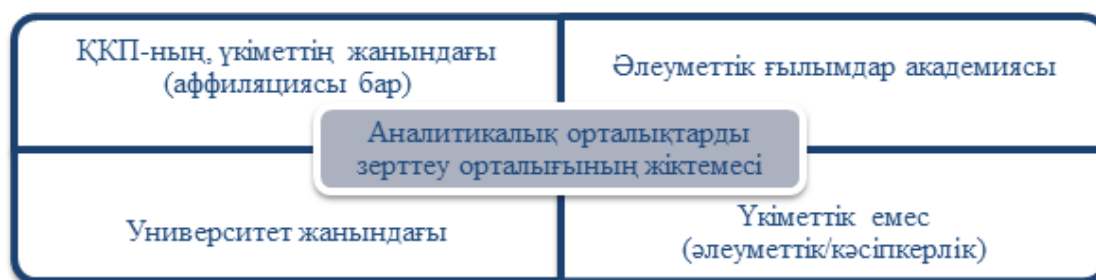 ҚКП-ның, үкіметтің жанындағы
(аффиляциясы бар)
Әлеуметтік ғылымдар академиясы
Аналитикалық орталықтарды
зерттеу орталығының жіктемесі
Университет жанындағы
Үкіметтік емес
(әлеуметтік/кәсіпкерлік)